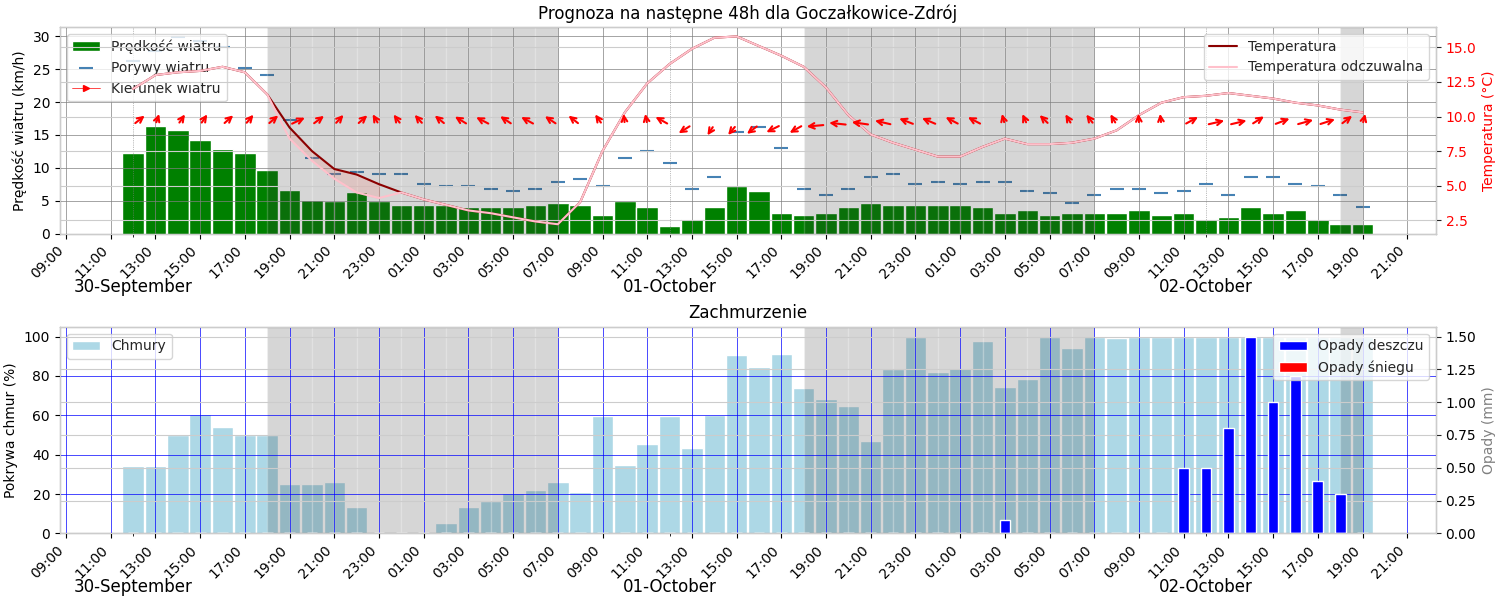 Prognoza na następne 48h dla Goczałkowice-Zdrój
Prędkość wiatru (km/h)
30
25
20
15
10
5
0
Prędkość wiatru
Porywy wiatru
Kierunek wiatru
Temperatura
Temperatura odczuwalna
15.0
12.5
10.0
7.5
5.0
2.5
Temperatura (°C)
09:00 11:00 13:00 15:00 17:00 19:00 21:00 23:00 01:00 03:00 05:00 07:00 09:00 11:00 13:00 15:00 17:00 19:00 21:00 23:00 01:00 03:00 05:00 07:00 09:00 11:00 13:00 15:00 17:00 19:00 21:00
30-September 01-October 02-October
Zachmurzenie
Pokrywa chmur (%)
100
80
60
40
20
0
Chmury
Opady deszczu
Opady śniegu
1.50
1.25
1.00
0.75
0.50
0.25
0.00
Opady (mm)
09:00 11:00 13:00 15:00 17:00 19:00 21:00 23:00 01:00 03:00 05:00 07:00 09:00 11:00 13:00 15:00 17:00 19:00 21:00 23:00 01:00 03:00 05:00 07:00 09:00 11:00 13:00 15:00 17:00 19:00 21:00
30-September 01-October 02-October